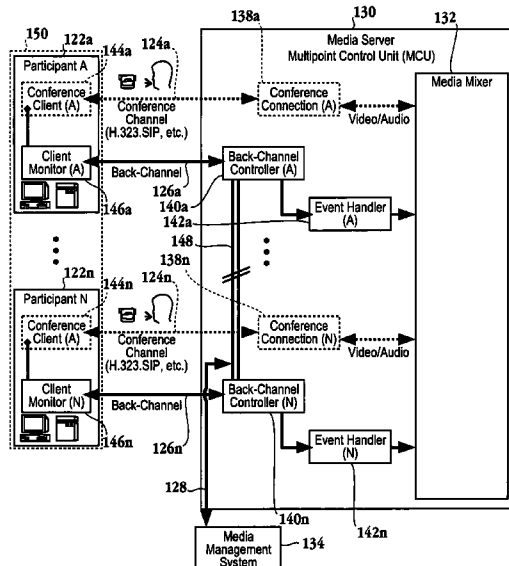 150
122a
144a
124a
138a
130
132
Participant A
Media Server
Multipoint Control Unit (MCU)
Conference
Client (A)
Conference
Channel
(H.323.SIP, etc.)
Conference
Connection (A)
Media Mixer
Video/Audio
Client
Monitor (A)
Back-Channel
Back-Channel
Controller (A)
146a
126a
140a
142a
148
Event Handler
(A)
122n
144n
124n
138n
Participant N
Conference
Client (A)
Conference
Channel
(H.323.SIP, etc.)
Conference
Connection (N)
Video/Audio
Client
Monitor (N)
Back-Channel
Back-Channel
Controller (N)
146n
126n
Event Handler
(N)
128
140n
142n
Media
Management
System
134